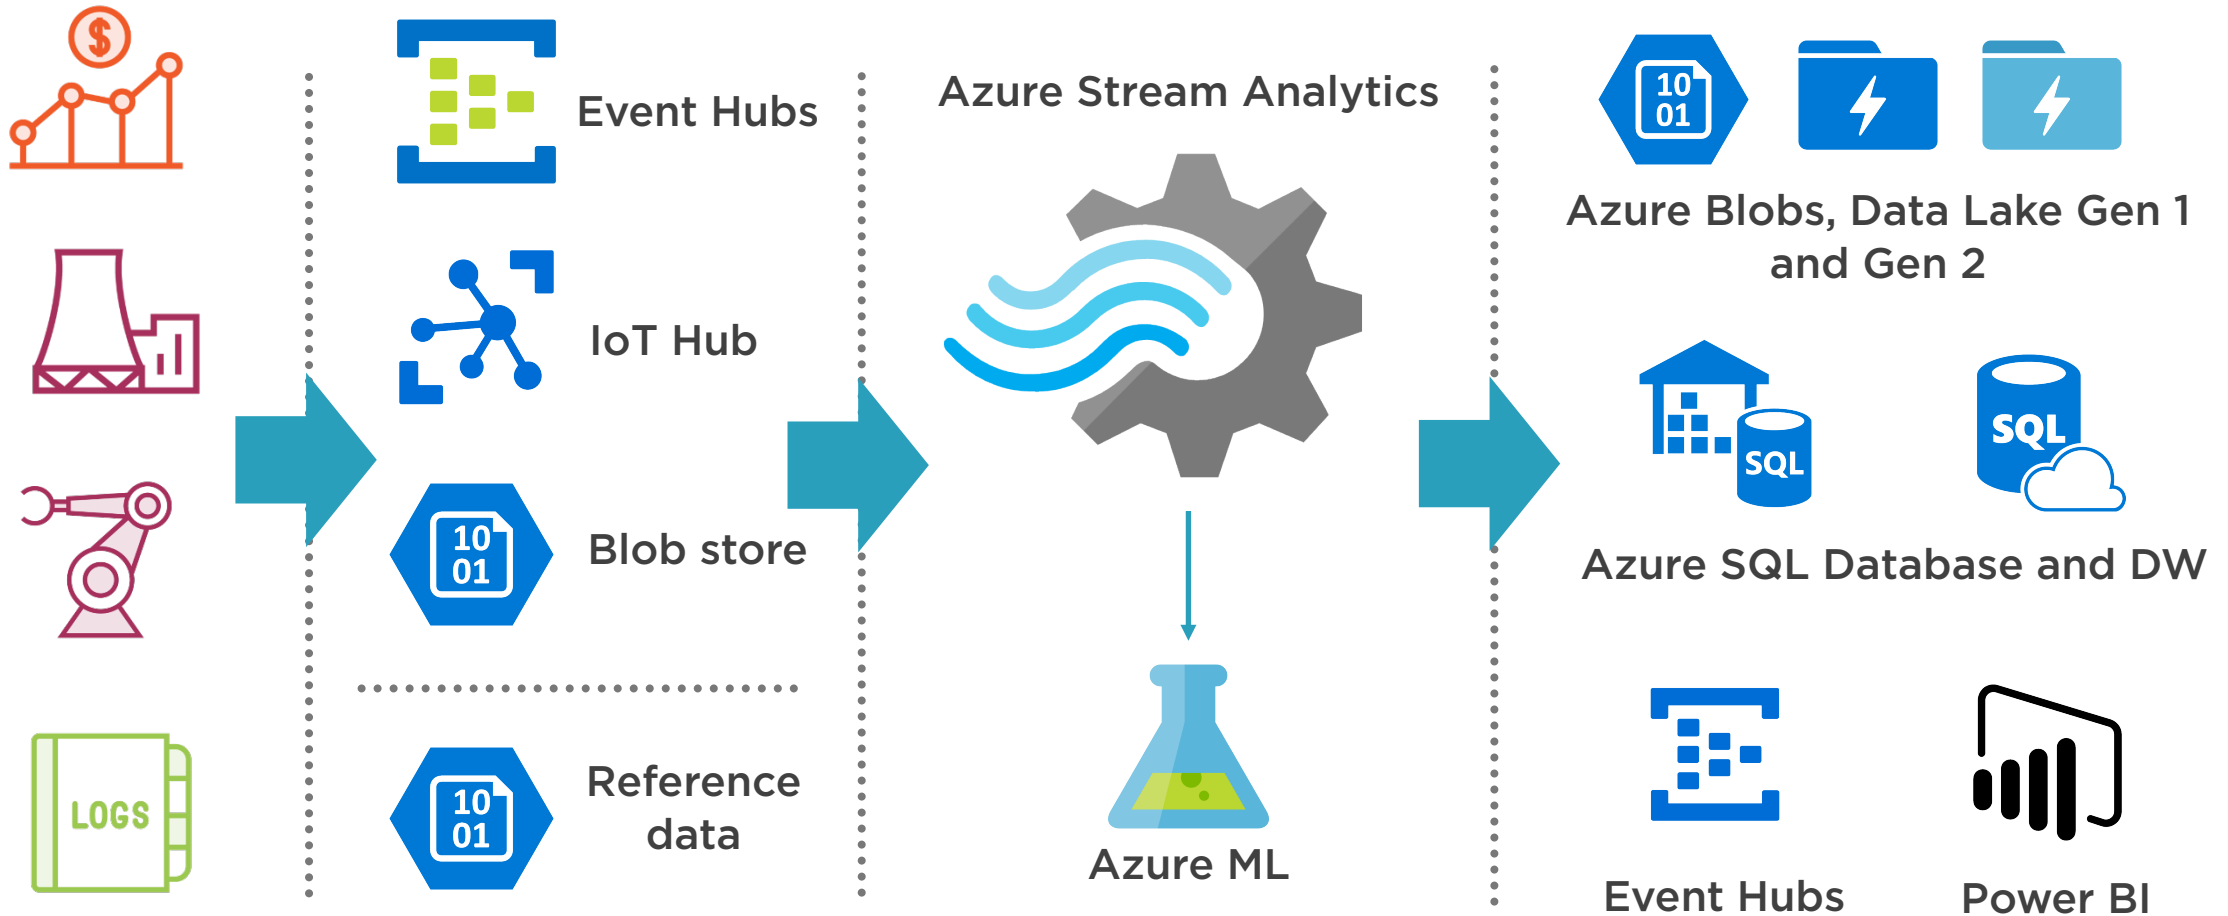 $
LOGS
Event Hubs
IoT Hub
10
01
Blob store
10
01
Reference
data
Azure Stream Analytics
Azure ML
10
01
Azure Blobs, Data Lake Gen 1
and Gen 2
SQL
SQL
Azure SQL Database and DW
Event Hubs
Power BI